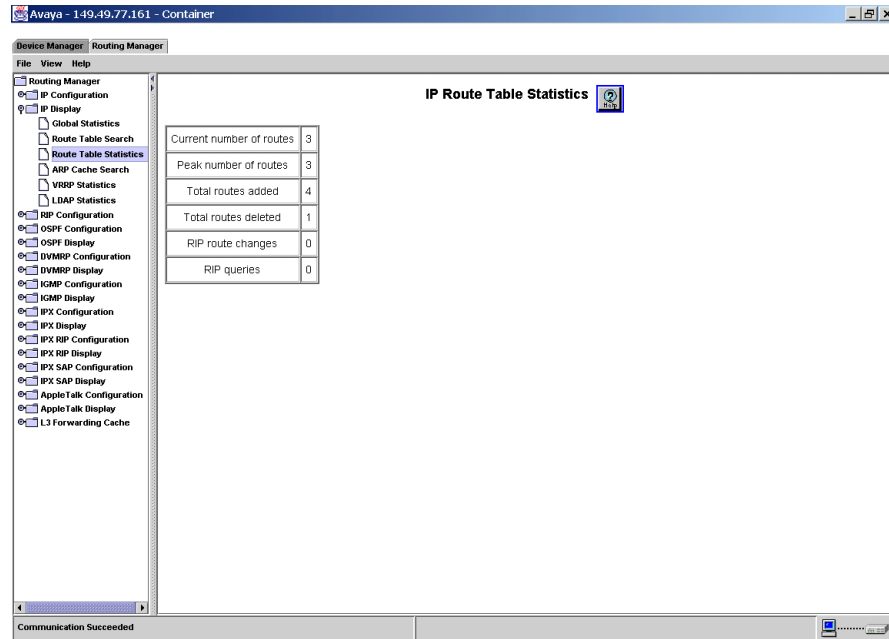 Avaya - 149.49.77.161 - Container
Device Manager Routing Manager
File View Help
Routing Manager
IP Configuration
IP Display
Global Statistics
Route Table Search
Route Table Statistics
ARP Cache Search
VRRP Statistics
LDAP Statistics
RIP Configuration
OSPF Configuration
OSPF Display
DVMRP Configuration
DVMRP Display
IGMP Configuration
IGMP Display
IPX Configuration
IPX Display
IPX RIP Configuration
IPX RIP Display
IPX SAP Configuration
IPX SAP Display
AppleTalk Configuration
AppleTalk Display
L3 Forwarding Cache
IP Route Table Statistics
Help
Current number of routes 3
Peak number of routes 3
Total routes added 4
Total routes deleted 1
RIP route changes 0
RIP queries 0
Communication Succeeded